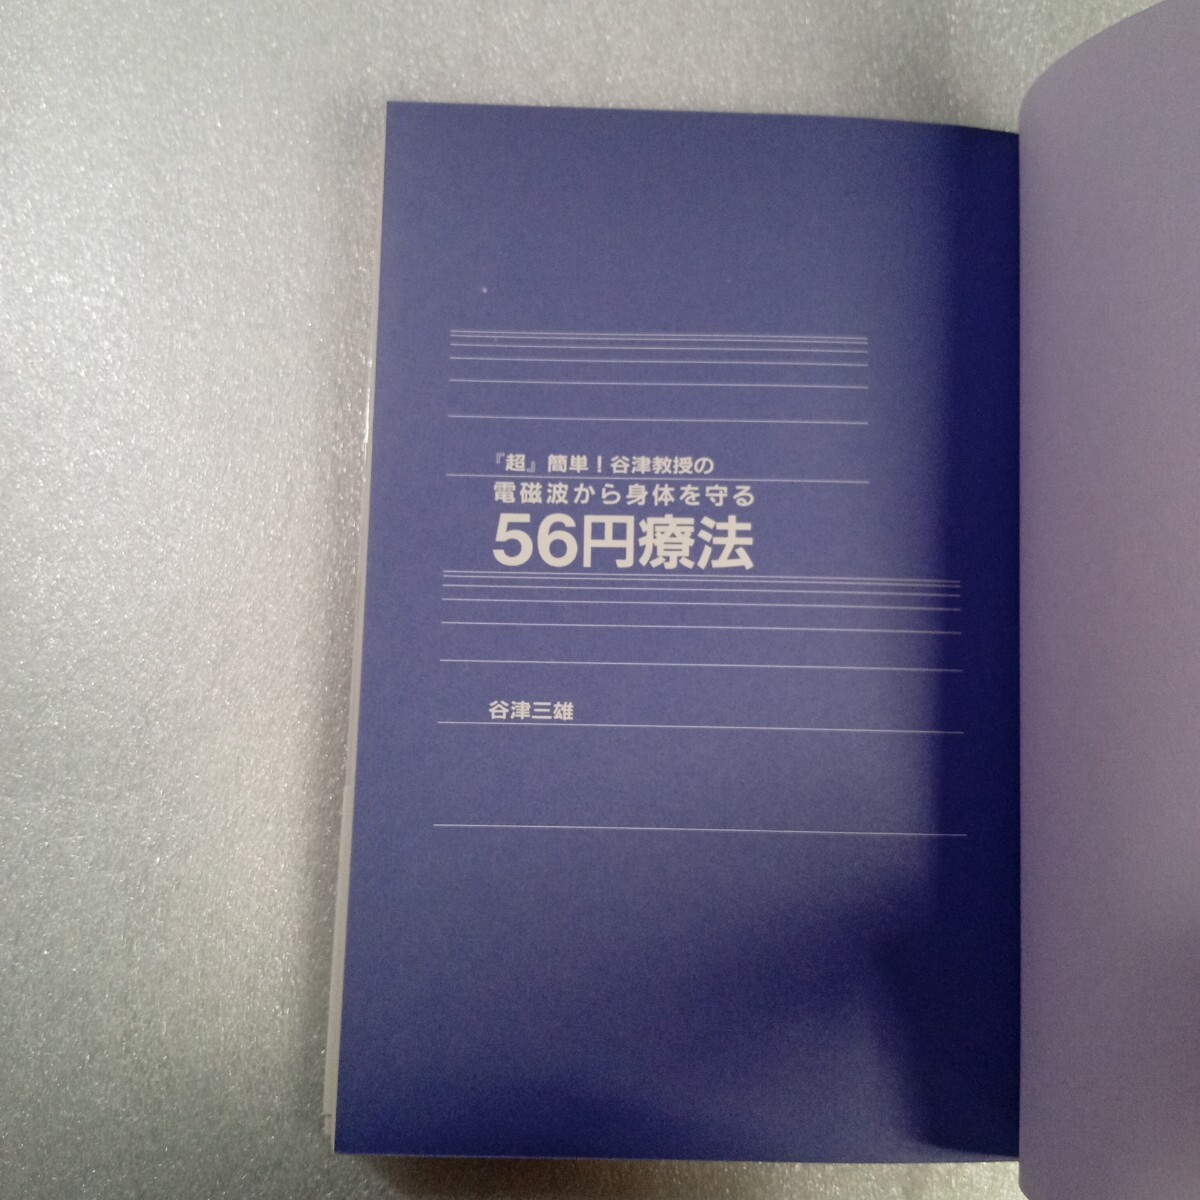 『超』簡単！谷津教授の
電磁波から身体を守る
56円療法
谷津三雄